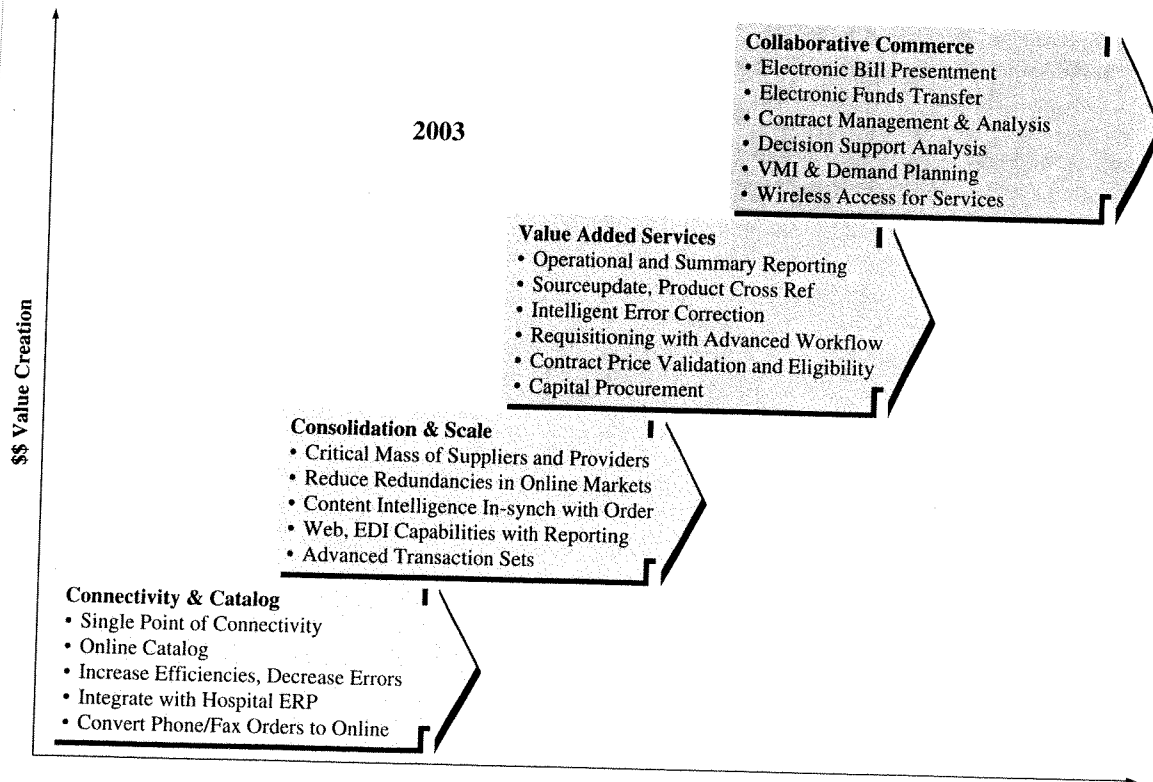 Collaborative Commerce
• Electronic Bill Presentment
• Electronic Funds Transfer
• Contract Management & Analysis
• Decision Support Analysis
• VMI & Demand Planning
• Wireless Access for Services
2003
Value Added Services
• Operational and Summary Reporting
• Sourceupdate, Product Cross Ref
• Intelligent Error Correction
• Requisitioning with Advanced Workflow
• Contract Price Validation and Eligibility
• Capital Procurement
$$ Value Creation
Consolidation & Scale
• Critical Mass of Suppliers and Providers
• Reduce Redundancies in Online Markets
• Content Intelligence In-synch with Order
• Web, EDI Capabilities with Reporting
• Advanced Transaction Sets
Connectivity & Catalog
• Single Point of Connectivity
• Online Catalog
• Increase Efficiencies, Decrease Errors
• Integrate with Hospital ERP
• Convert Phone/Fax Orders to Online